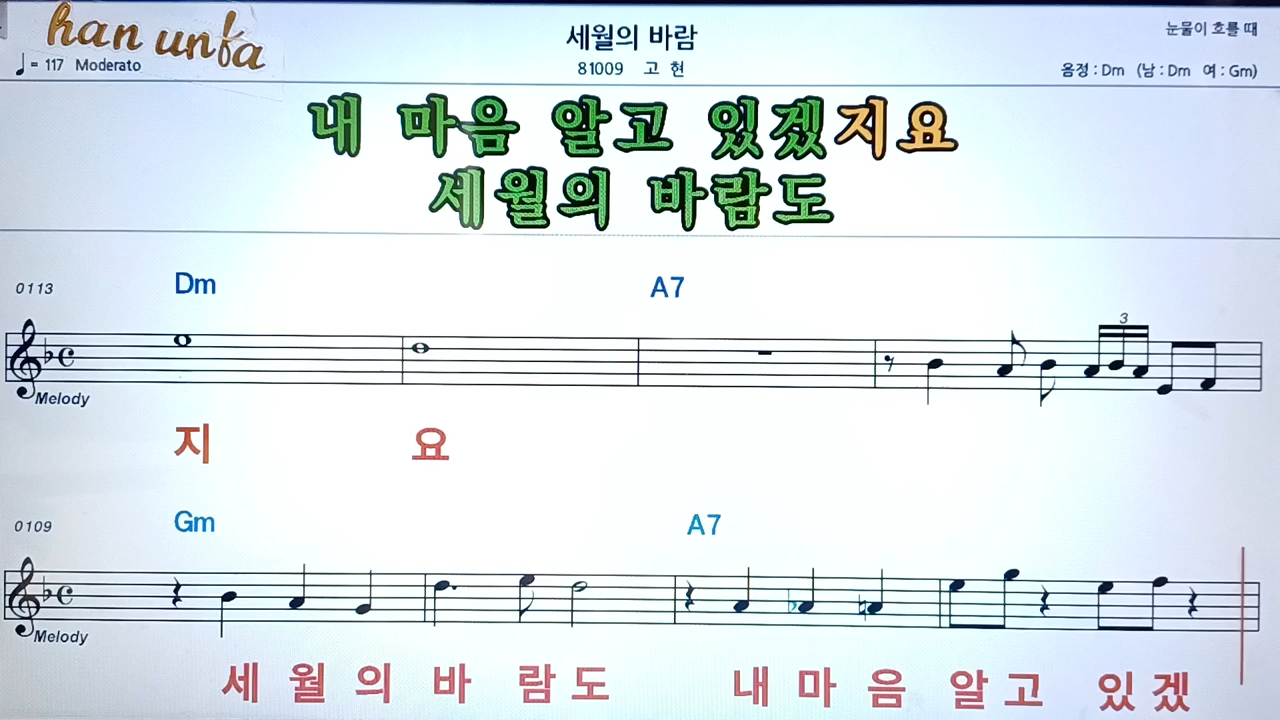 han unfa
세월의 바람
눈물이 흐를 때
♩= 117 Moderato
81009 고 현
음정 : Dm (남 : Dm 여 : Gm)
내 마음 알고 있겠지요
세월의 바람도
0113 Dm A7
3
Melody
지 요
0109 Gm A7
Melody
세 월 의 바 람 도 내 마 음 알 고 있 겠